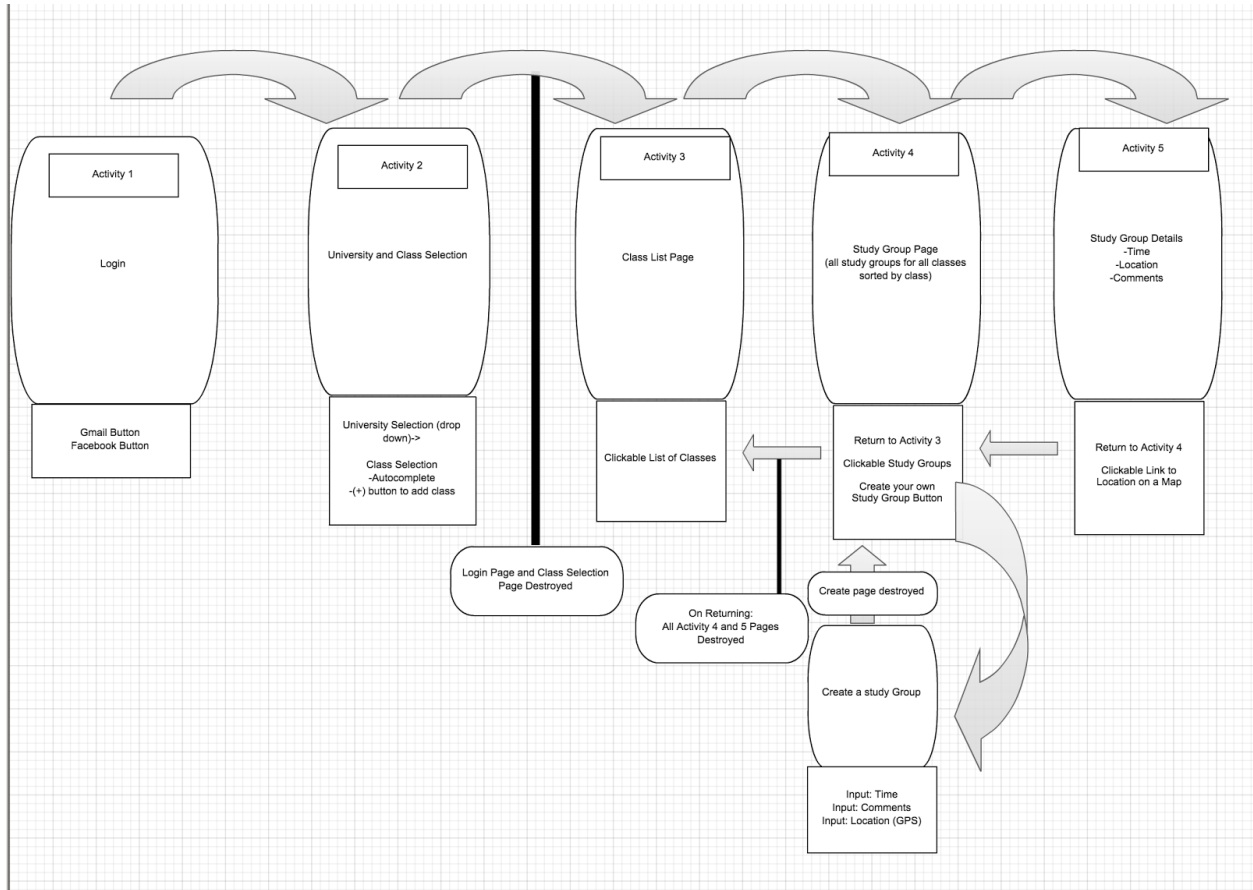 Activity 1
Login
Gmail Button
Facebook Button
Activity 2
University and Class Selection
University Selection (drop
down)->
Class Selection
-Autocomplete
-(+) button to add class
Login Page and Class Selection
Page Destroyed
Activity 3
Class List Page
Clickable List of Classes
On Returning:
All Activity 4 and 5 Pages
Destroyed
Activity 4
Study Group Page
(all study groups for all classes
sorted by class)
Return to Activity 3
Clickable Study Groups
Create your own
Study Group Button
Create page destroyed
Create a study Group
Input: Time
Input: Comments
Input: Location (GPS)
Activity 5
Study Group Details
-Time
-Location
-Comments
Return to Activity 4
Clickable Link to
Location on a Map